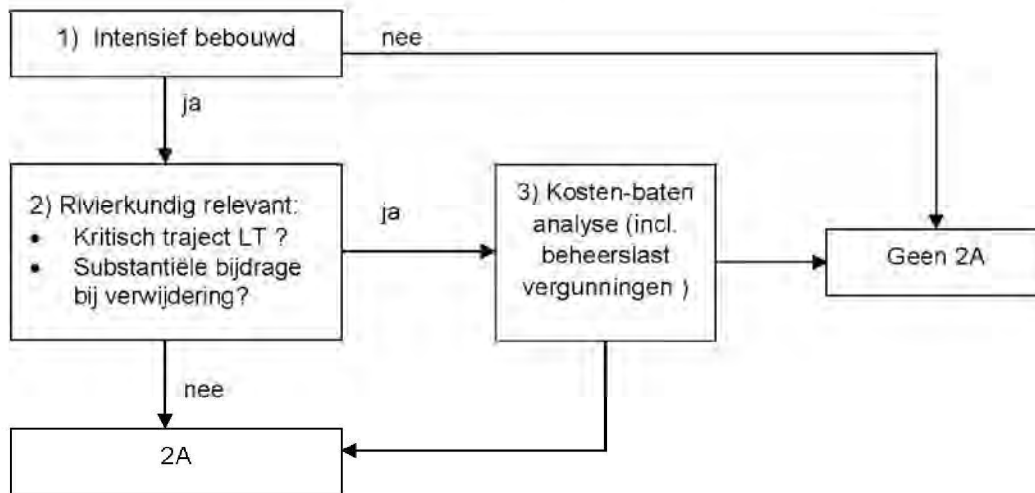 1) Intensief bebouwd
nee
ja
2) Rivierkundig relevant:
• Kritisch traject LT ?
• Substantiële bijdrage
bij verwijdering?
ja
3) Kosten-baten
analyse (incl.
beheerslast
vergunningen )
Geen 2A
nee
2A